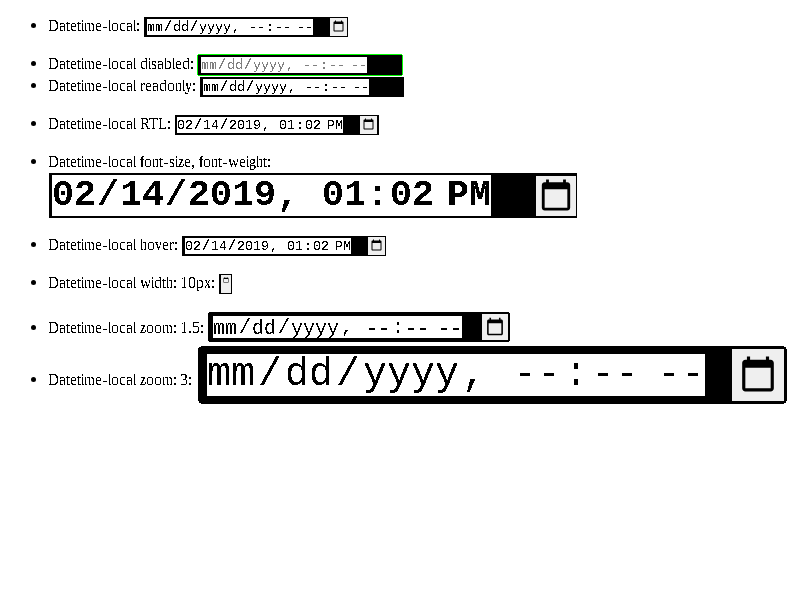 Datetime-local: mm/dd/yyyy, --:-- --
Datetime-local disabled: mm/dd/yyyy, --:-- --
Datetime-local readonly: mm/dd/yyyy, --:-- --
Datetime-local RTL: 02/14/2019, 01:02 PM
Datetime-local font-size, font-weight:
02/14/2019, 01:02 PM
Datetime-local hover: 02/14/2019, 01:02 PM
Datetime-local width: 10px:
Datetime-local zoom: 1.5: mm/dd/yyyy, --:-- --
Datetime-local zoom: 3: mm/dd/yyyy, --:-- --